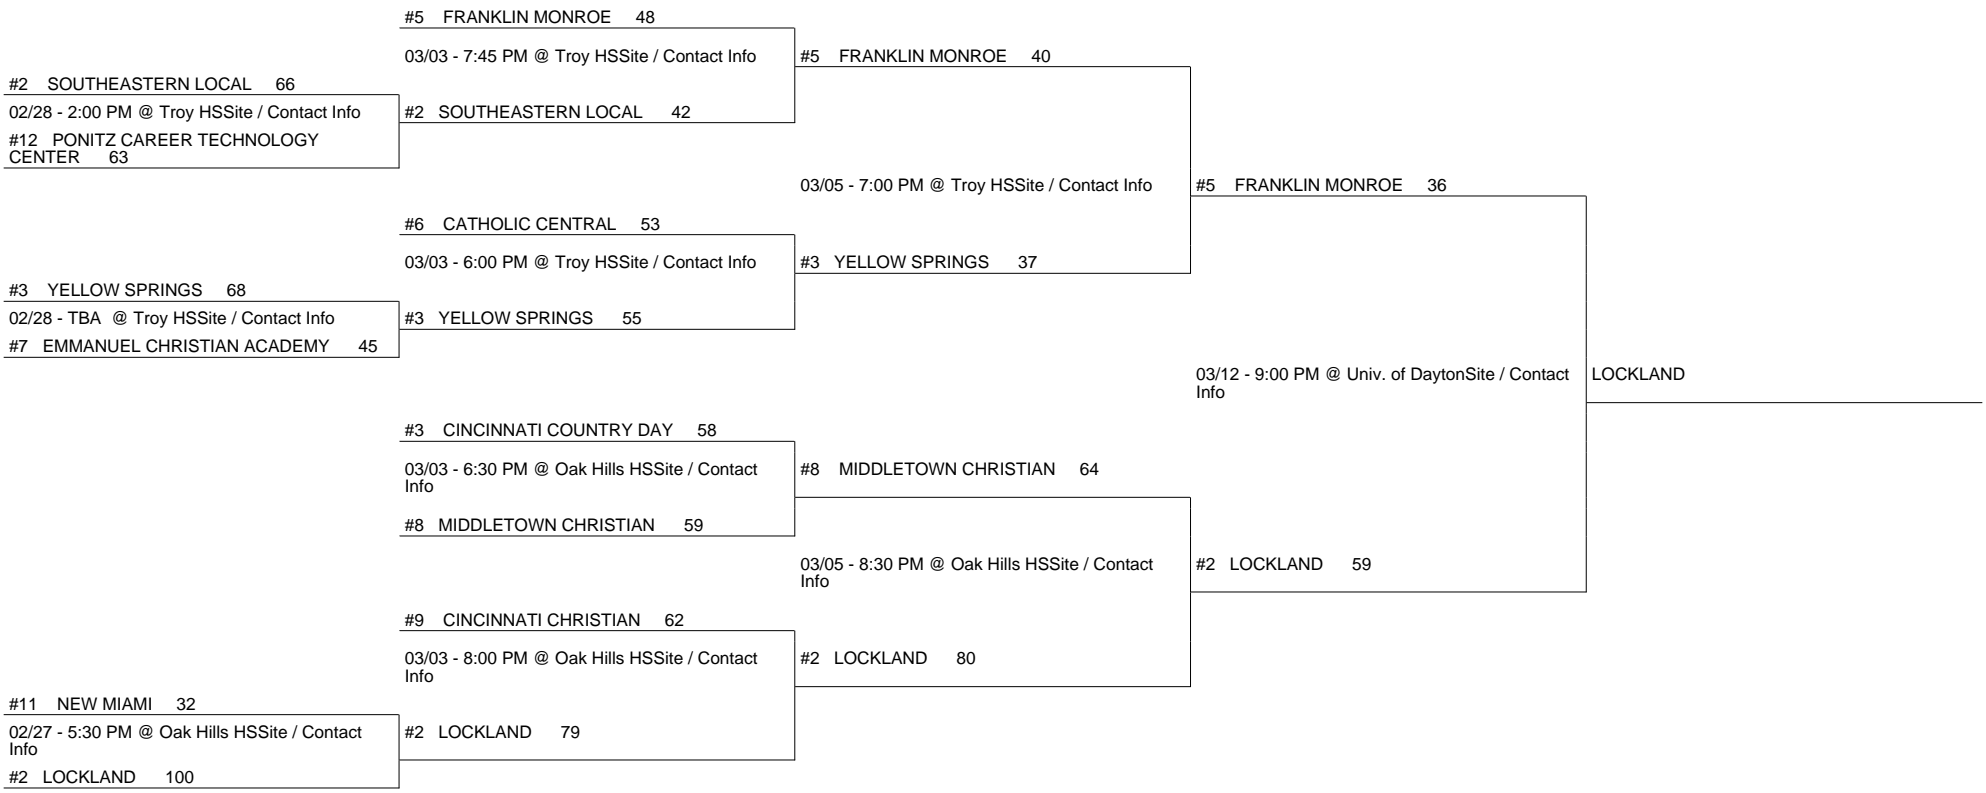 #5 FRANKLIN MONROE 48
03/03 - 7:45 PM @ Troy HSSite / Contact Info
#5 FRANKLIN MONROE 40
#2 SOUTHEASTERN LOCAL 66
02/28 - 2:00 PM @ Troy HSSite / Contact Info
#2 SOUTHEASTERN LOCAL 42
#12 PONITZ CAREER TECHNOLOGY
CENTER 63
03/05 - 7:00 PM @ Troy HSSite / Contact Info
#5 FRANKLIN MONROE 36
#6 CATHOLIC CENTRAL 53
03/03 - 6:00 PM @ Troy HSSite / Contact Info
#3 YELLOW SPRINGS 37
#3 YELLOW SPRINGS 68
02/28 - TBA @ Troy HSSite / Contact Info
#3 YELLOW SPRINGS 55
#7 EMMANUEL CHRISTIAN ACADEMY 45
03/12 - 9:00 PM @ Univ. of DaytonSite / Contact
Info
LOCKLAND
#3 CINCINNATI COUNTRY DAY 58
03/03 - 6:30 PM @ Oak Hills HSSite / Contact
Info
#8 MIDDLETOWN CHRISTIAN 64
#8 MIDDLETOWN CHRISTIAN 59
03/05 - 8:30 PM @ Oak Hills HSSite / Contact
Info
#2 LOCKLAND 59
#9 CINCINNATI CHRISTIAN 62
03/03 - 8:00 PM @ Oak Hills HSSite / Contact
Info
#2 LOCKLAND 80
#11 NEW MIAMI 32
02/27 - 5:30 PM @ Oak Hills HSSite / Contact
Info
#2 LOCKLAND 79
#2 LOCKLAND 100